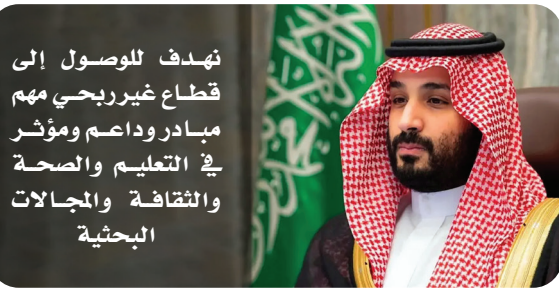 نهدف للوصول إلى
قطاع غير ربحي مهم
مبادر وداعم ومؤثر
في التعليم والصحة
والثقافة والمجالات
البحثية